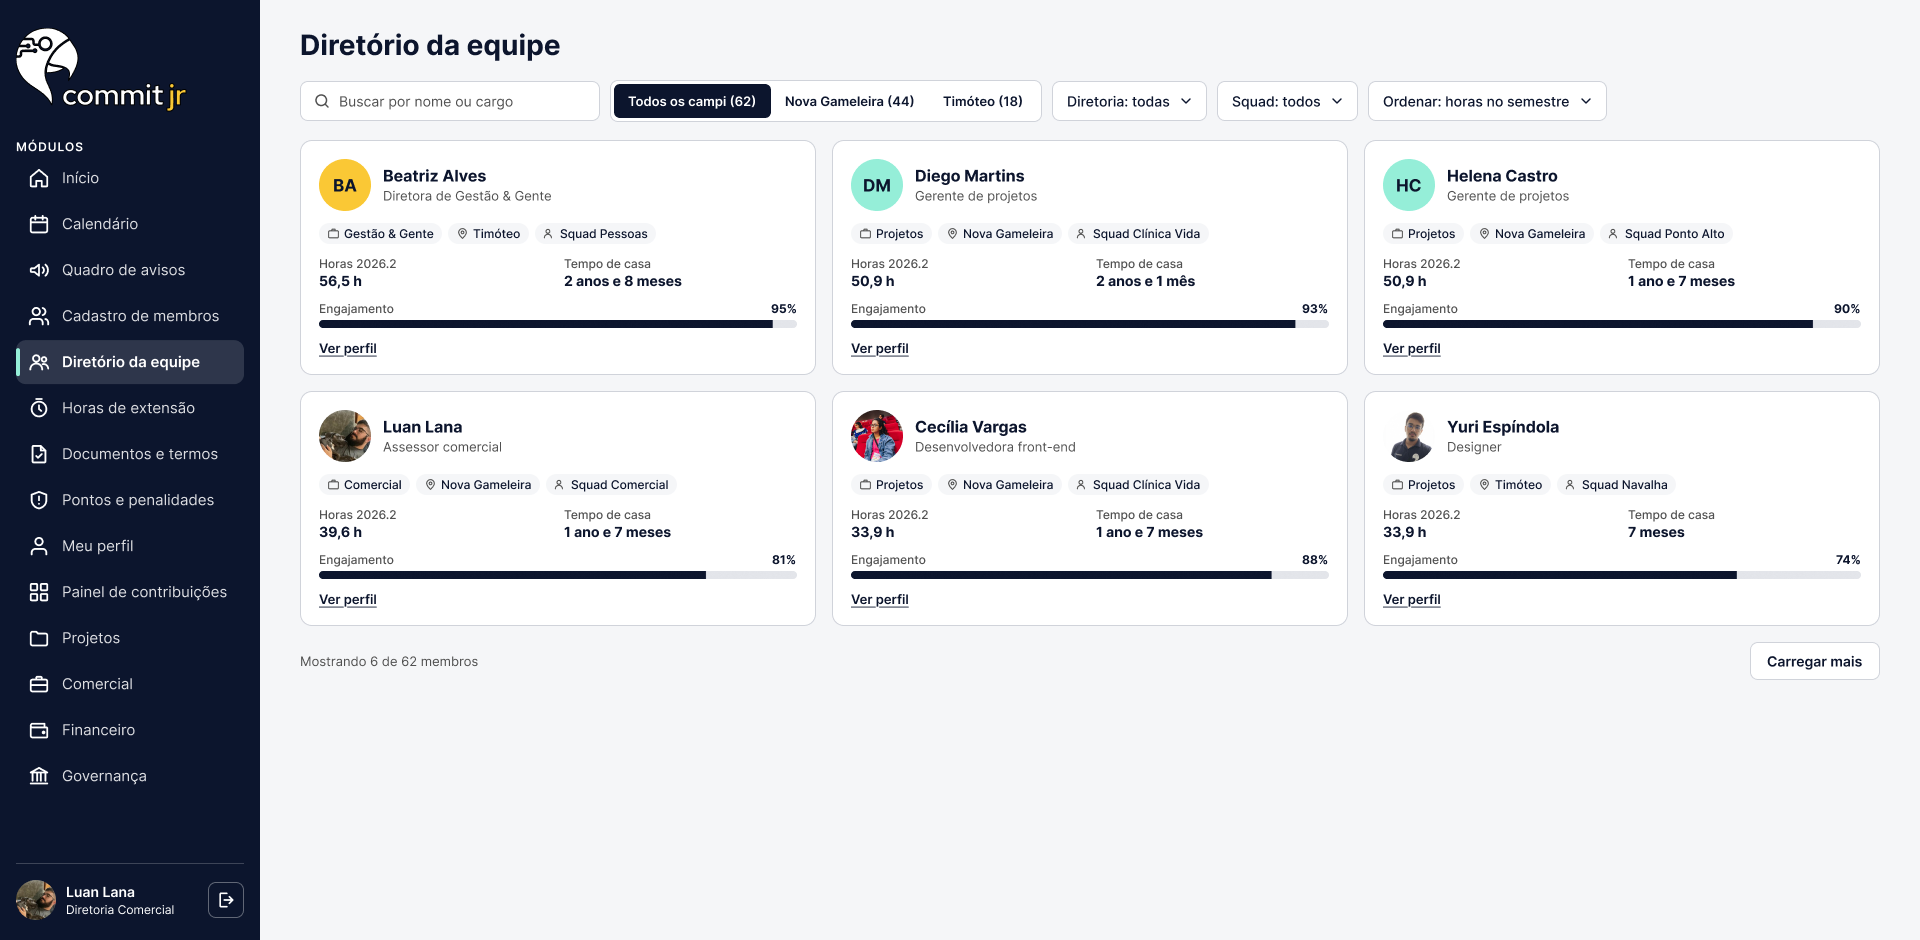 commit jr
MÓDULOS
Início
Calendário
Quadro de avisos
Cadastro de membros
Diretório da equipe
Horas de extensão
Documentos e termos
Pontos e penalidades
Meu perfil
Painel de contribuições
Projetos
Comercial
Financeiro
Governança
Luan Lana
Diretoria Comercial
Diretório da equipe
Buscar por nome ou cargo
Todos os campi (62) Nova Gameleira (44) Timóteo (18)
Diretoria: todas
Squad: todos
Ordenar: horas no semestre
BA
Beatriz Alves
Diretora de Gestão & Gente
Gestão & Gente Timóteo Squad Pessoas
Horas 2026.2 Tempo de casa
56,5 h 2 anos e 8 meses
Engajamento 95%
Ver perfil
DM
Diego Martins
Gerente de projetos
Projetos Nova Gameleira Squad Clínica Vida
Horas 2026.2 Tempo de casa
50,9 h 2 anos e 1 mês
Engajamento 93%
Ver perfil
HC
Helena Castro
Gerente de projetos
Projetos Nova Gameleira Squad Ponto Alto
Horas 2026.2 Tempo de casa
50,9 h 1 ano e 7 meses
Engajamento 90%
Ver perfil
Luan Lana
Assessor comercial
Comercial Nova Gameleira Squad Comercial
Horas 2026.2 Tempo de casa
39,6 h 1 ano e 7 meses
Engajamento 81%
Ver perfil
Cecília Vargas
Desenvolvedora front-end
Projetos Nova Gameleira Squad Clínica Vida
Horas 2026.2 Tempo de casa
33,9 h 1 ano e 7 meses
Engajamento 88%
Ver perfil
Yuri Espíndola
Designer
Projetos Timóteo Squad Navalha
Horas 2026.2 Tempo de casa
33,9 h 7 meses
Engajamento 74%
Ver perfil
Mostrando 6 de 62 membros
Carregar mais